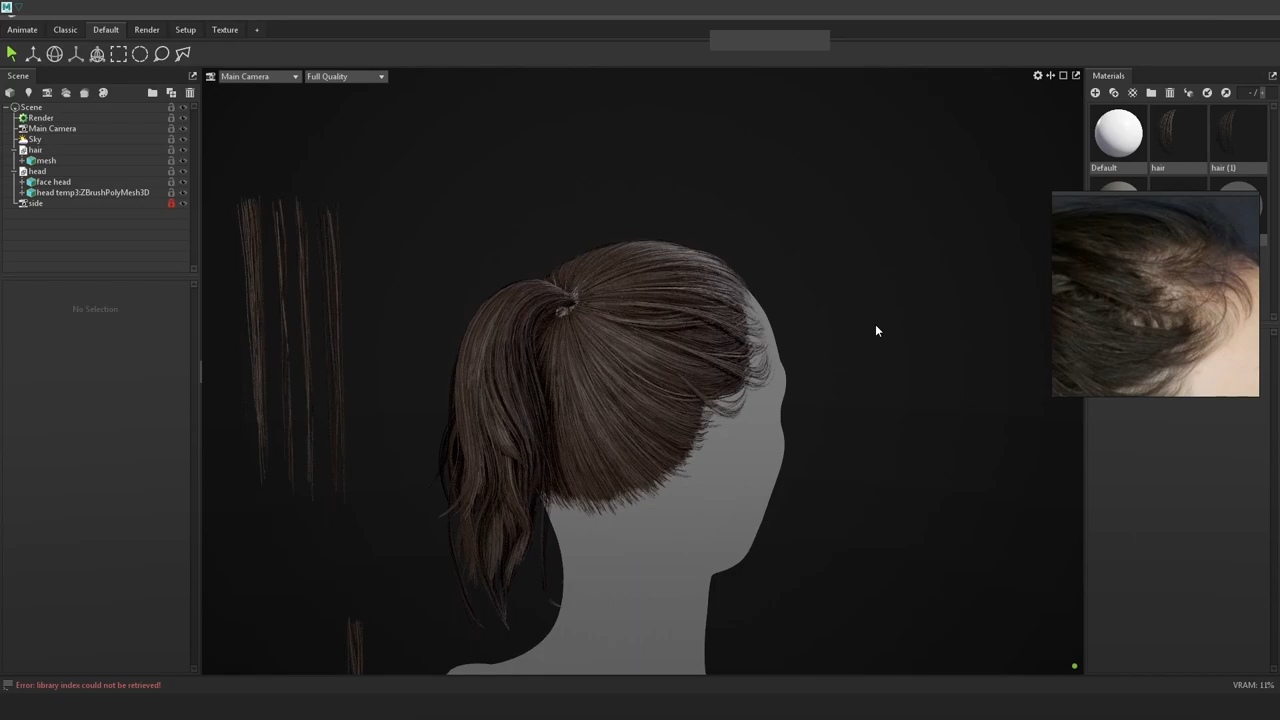 Animate Classic Default Render Setup Texture +
Scene
Main Camera Full Quality
Materials
- /
Scene
Render
Main Camera
Sky
hair
mesh
head
face head
head temp3:ZBrushPolyMesh3D
side
Default hair hair (1)
No Selection
Error: library index could not be retrieved!
VRAM: 11%